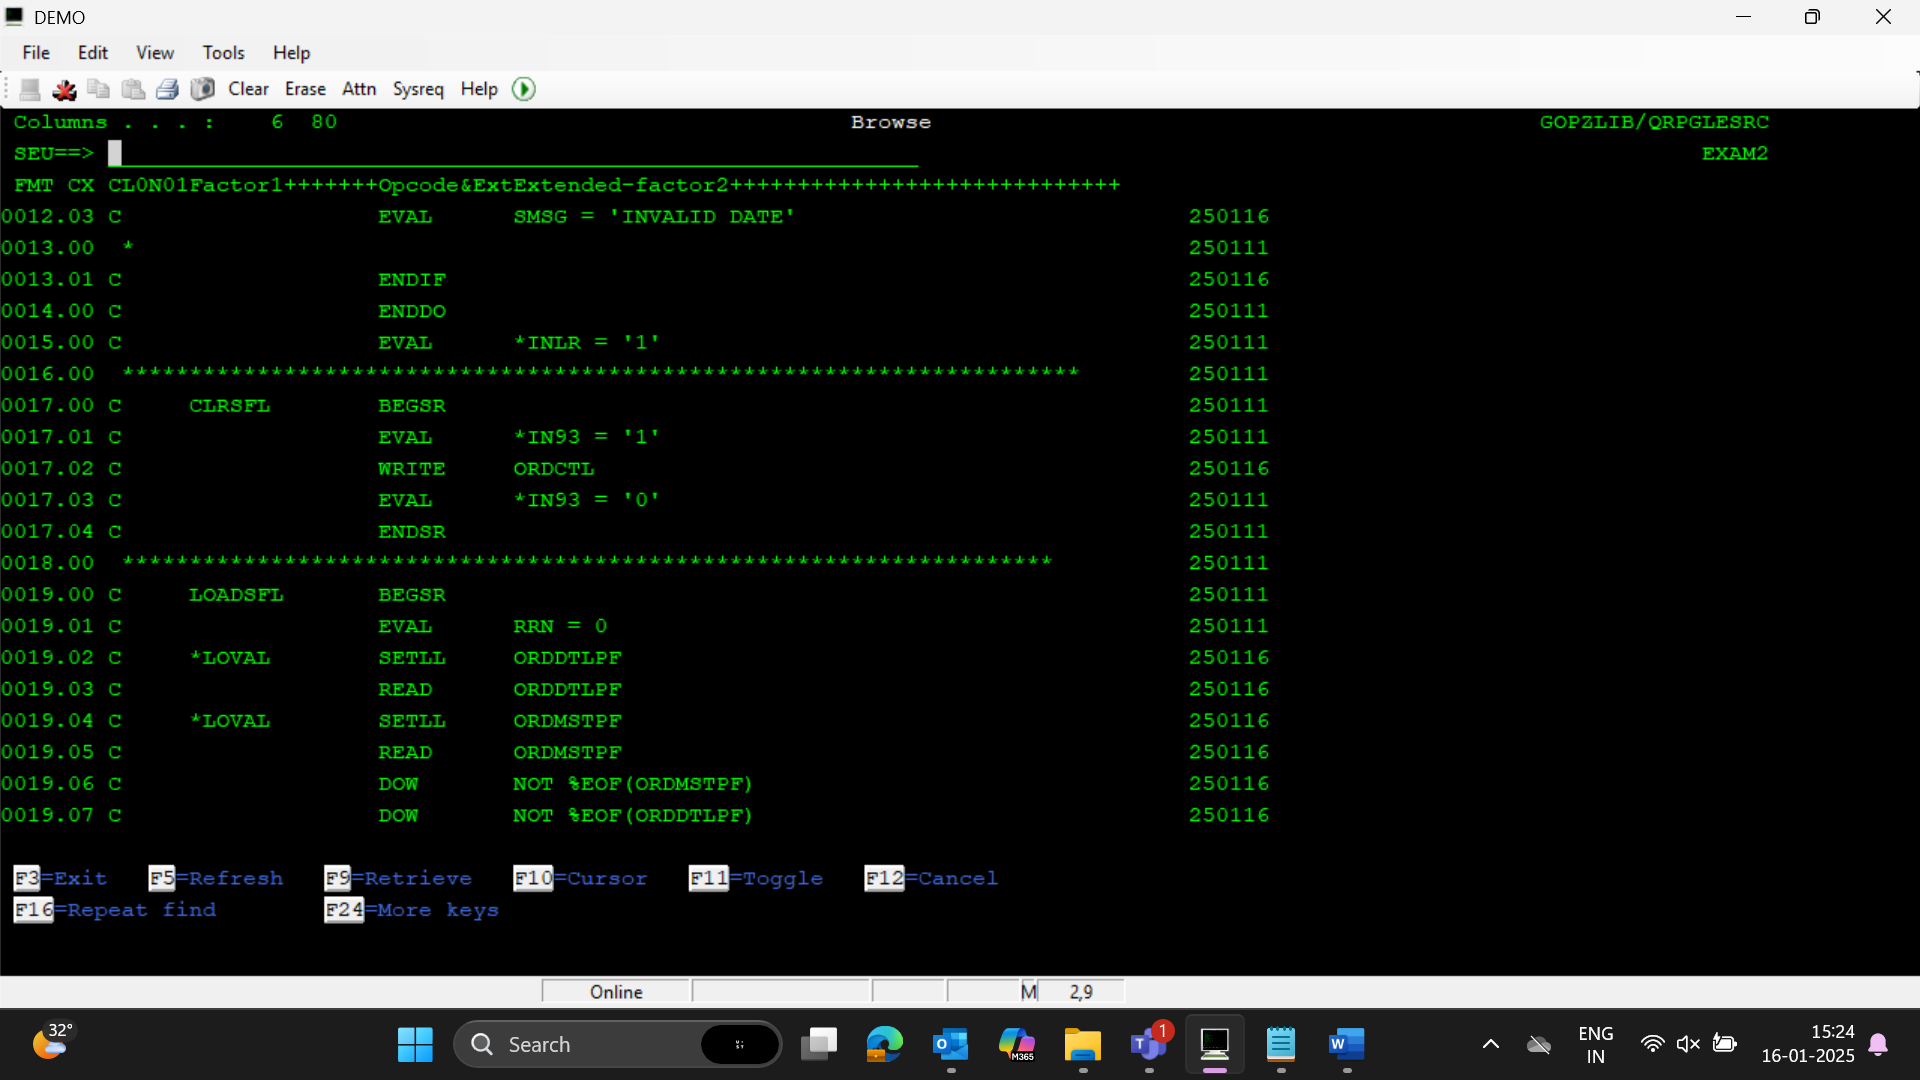 DEMO
File Edit View Tools Help
Clear Erase Attn Sysreq Help
Columns . . . : 6 80 Browse GOPZLIB/QRPGLESRC
SEU==> EXAM2
FMT CX CL0N01Factor1+++++++Opcode&ExtExtended-factor2+++++++++++++++++++++++++++++
0012.03 C EVAL SMSG = 'INVALID DATE' 250116
0013.00 * 250111
0013.01 C ENDIF 250116
0014.00 C ENDDO 250111
0015.00 C EVAL *INLR = '1' 250111
0016.00 *********************************************************************** 250111
0017.00 C CLRSFL BEGSR 250111
0017.01 C EVAL *IN93 = '1' 250111
0017.02 C WRITE ORDCTL 250116
0017.03 C EVAL *IN93 = '0' 250111
0017.04 C ENDSR 250111
0018.00 ********************************************************************* 250111
0019.00 C LOADSFL BEGSR 250111
0019.01 C EVAL RRN = 0 250111
0019.02 C *LOVAL SETLL ORDDTLPF 250116
0019.03 C READ ORDDTLPF 250116
0019.04 C *LOVAL SETLL ORDMSTPF 250116
0019.05 C READ ORDMSTPF 250116
0019.06 C DOW NOT %EOF(ORDMSTPF) 250116
0019.07 C DOW NOT %EOF(ORDDTLPF) 250116
F3=Exit F5=Refresh F9=Retrieve F10=Cursor F11=Toggle F12=Cancel
F16=Repeat find F24=More keys
Online M 2,9
32°
Search
M365
1
ENG
IN
15:24
16-01-2025